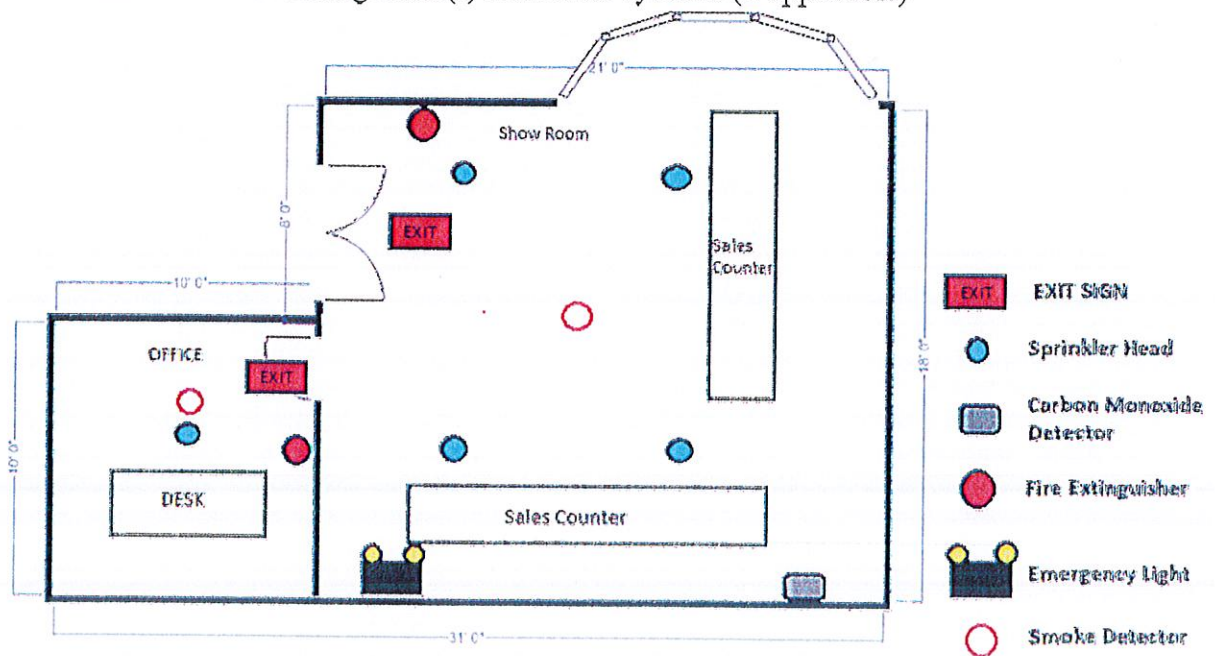 21' 0"
Show Room
8' 0"
EXIT
Sales
Counter
10' 0"
OFFICE
EXIT
10' 0"
DESK
Sales Counter
18' 0"
31' 0"
EXIT EXIT SIGN
Sprinkler Head
Carbon Monoxide
Detector
Fire Extinguisher
Emergency Light
Smoke Detector